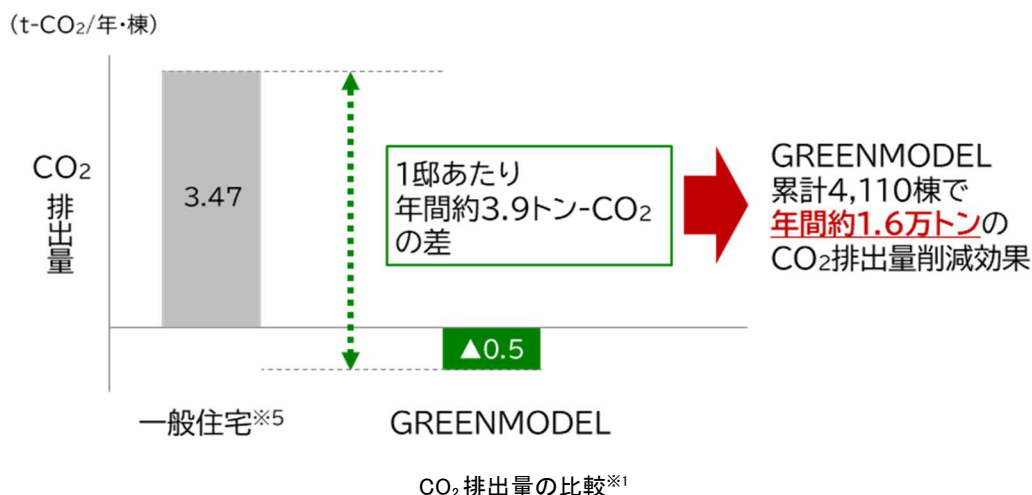 (t-CO₂/年・棟)
CO₂
排出量
3.47
1邸あたり
年間約3.9トン-CO₂
の差
GREENMODEL
累計4,110棟で
年間約1.6万トンの
CO₂排出量削減効果
▲0.5
一般住宅※5
GREENMODEL
CO₂排出量の比較※1